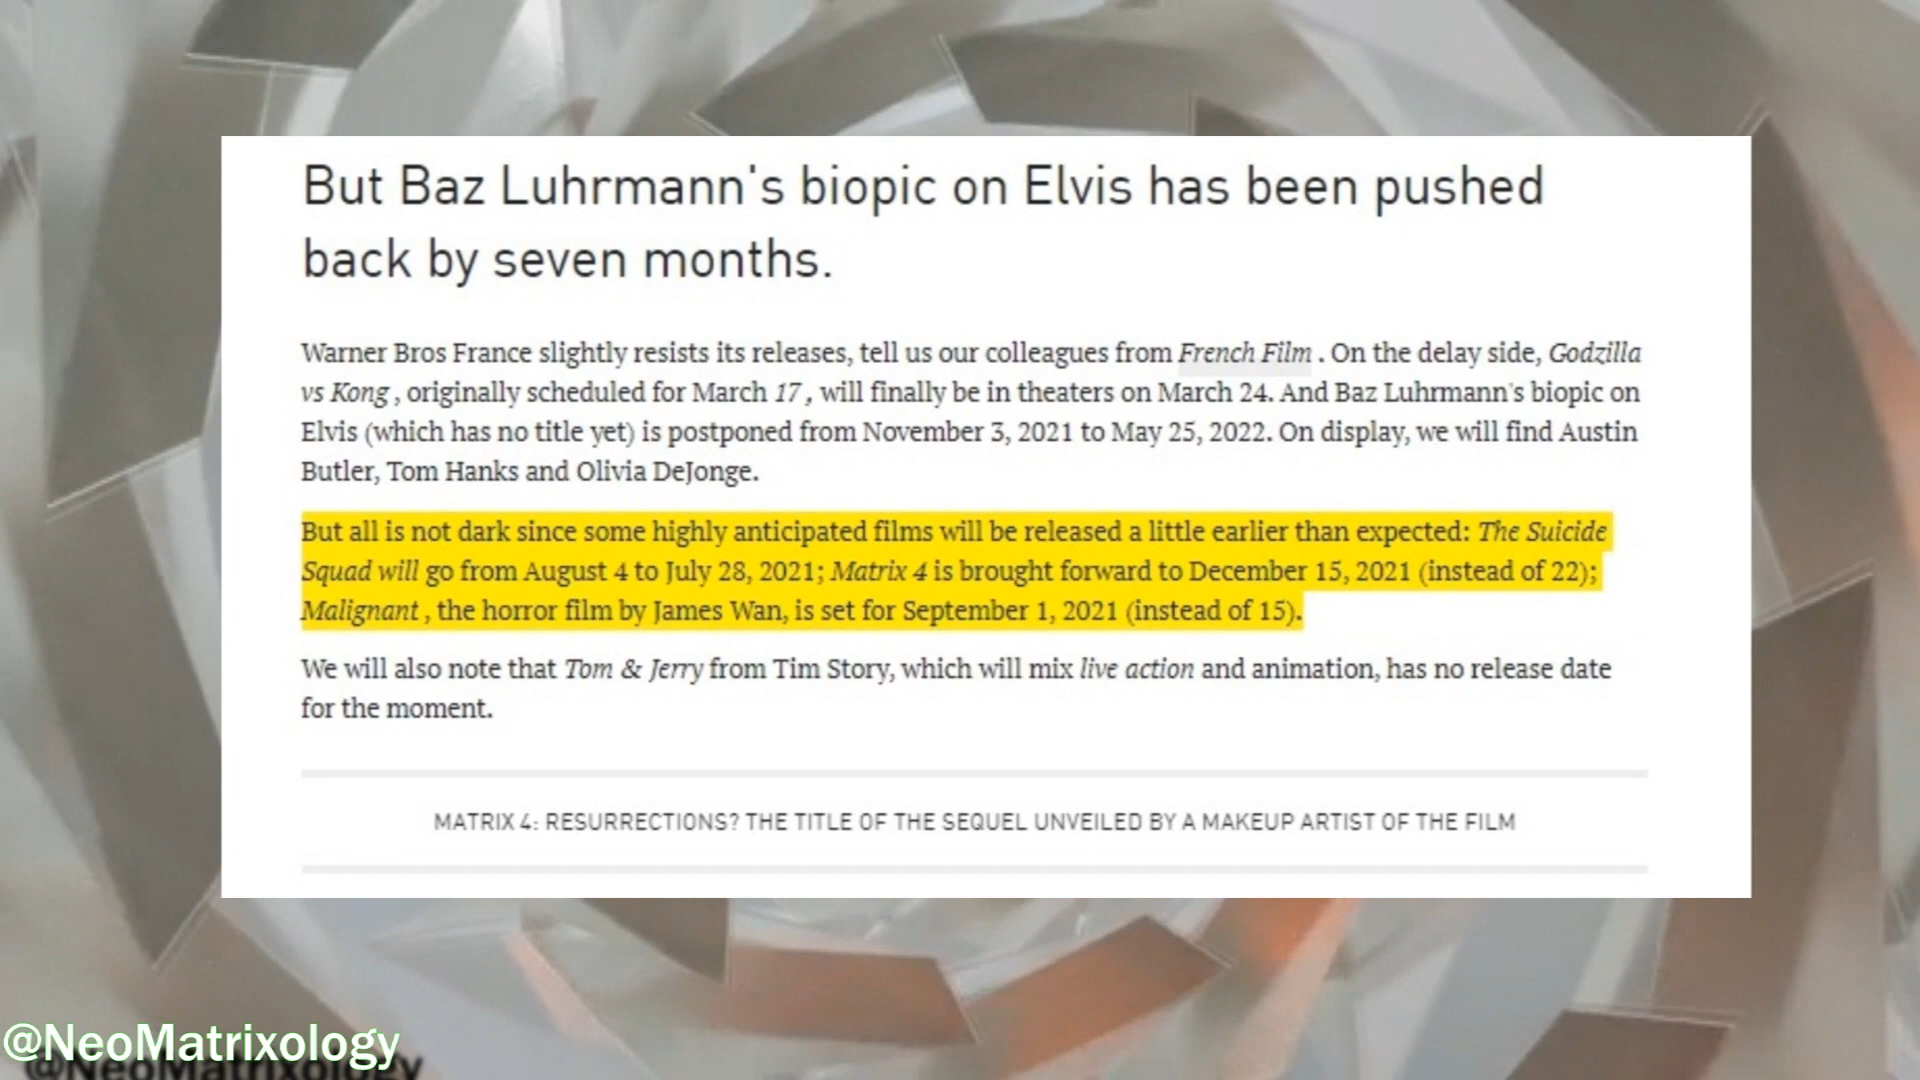 But Baz Luhrmann's biopic on Elvis has been pushed
back by seven months.
Warner Bros France slightly resists its releases, tell us our colleagues from French Film . On the delay side, Godzilla
vs Kong , originally scheduled for March 17 , will finally be in theaters on March 24. And Baz Luhrmann's biopic on
Elvis (which has no title yet) is postponed from November 3, 2021 to May 25, 2022. On display, we will find Austin
Butler, Tom Hanks and Olivia DeJonge.
But all is not dark since some highly anticipated films will be released a little earlier than expected: The Suicide
Squad will go from August 4 to July 28, 2021; Matrix 4 is brought forward to December 15, 2021 (instead of 22);
Malignant , the horror film by James Wan, is set for September 1, 2021 (instead of 15).
We will also note that Tom & Jerry from Tim Story, which will mix live action and animation, has no release date
for the moment.
MATRIX 4: RESURRECTIONS? THE TITLE OF THE SEQUEL UNVEILED BY A MAKEUP ARTIST OF THE FILM
@NeoMatrixology
@NeoMatrixology